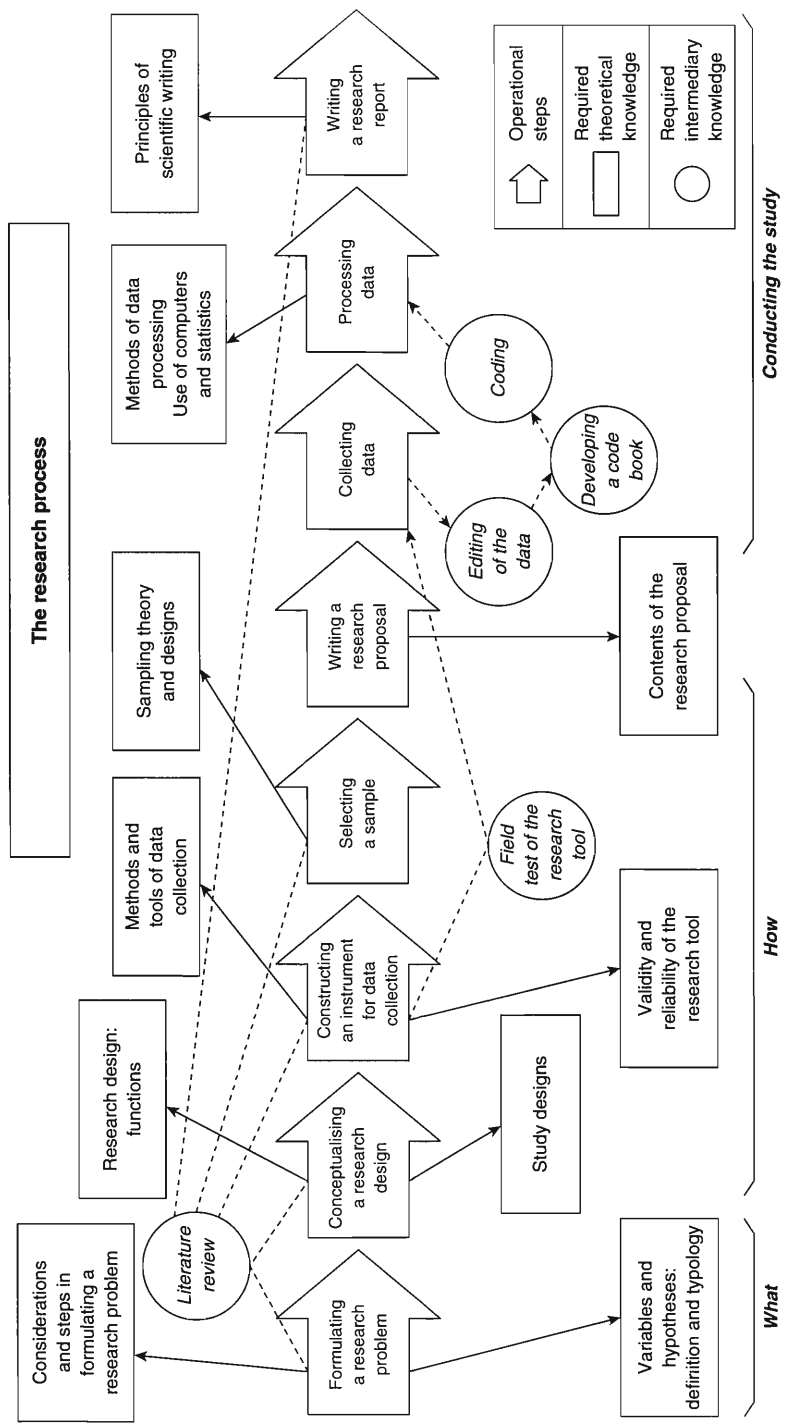 The research process
Considerations
and steps in
formulating a
research problem
Research design:
functions
Methods and
tools of data
collection
Sampling theory
and designs
Methods of data
processing
Use of computers
and statistics
Principles of
scientific writing
Literature
review
Formulating
a research
problem
Conceptualising
a research
design
Constructing
an instrument
for data
collection
Selecting
a sample
Writing a
research
proposal
Collecting
data
Processing
data
Writing
a research
report
Field
test of the
research
tool
Editing
of the
data
Developing
a code
book
Coding
Variables and
hypotheses:
definition and typology
Study designs
Validity and
reliability of the
research tool
Contents of the
research proposal
Operational
steps
Required
theoretical
knowledge
Required
intermediary
knowledge
What
How
Conducting the study